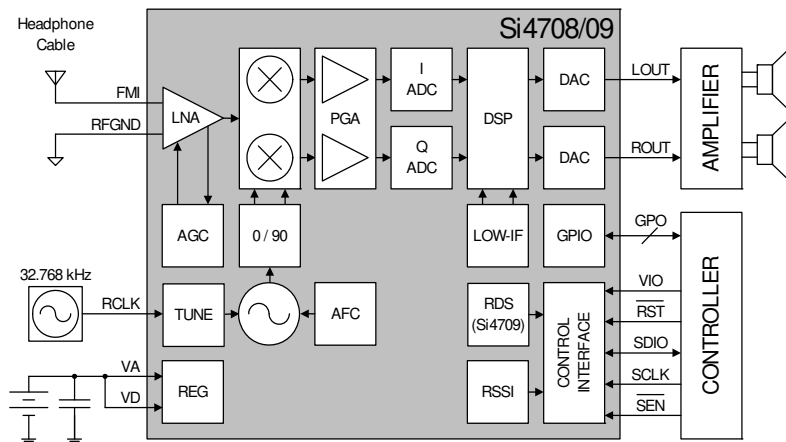 Headphone
Cable
Si4708/09
FMI
RFGND
LNA
PGA
I
ADC
Q
ADC
DSP
DAC
DAC
LOUT
ROUT
AMPLIFIER
AGC
0 / 90
LOW-IF
GPIO
GPO
32.768 kHz
RCLK
TUNE
AFC
RDS
(Si4709)
CONTROL
INTERFACE
VIO
RST
SDIO
SCLK
SEN
CONTROLLER
VA
VD
REG
RSSI